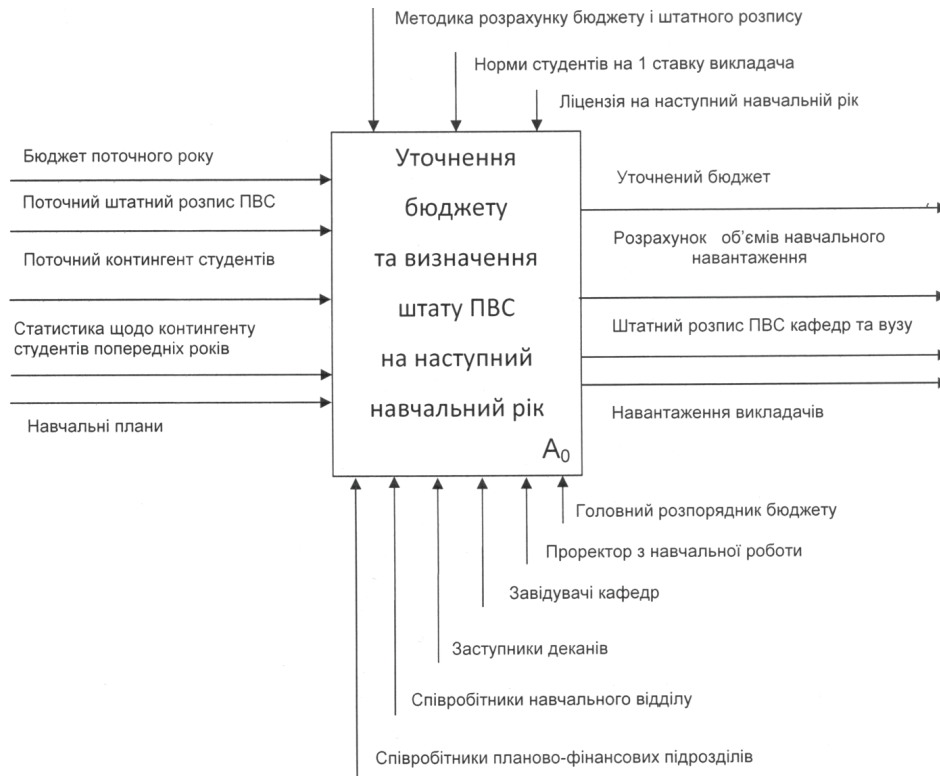 Методика розрахунку бюджету і штатного розпису
Норми студентів на 1 ставку викладача
Ліцензія на наступний навчальній рік
Бюджет поточного року
Поточний штатний розпис ПВС
Поточний контингент студентів
Статистика щодо контингенту
студентів попередніх років
Навчальні плани
Уточнення
бюджету
та визначення
штату ПВС
на наступний
навчальний рік
A0
Уточнений бюджет
Розрахунок об’ємів навчального
навантаження
Штатний розпис ПВС кафедр та вузу
Навантаження викладачів
Головний розпорядник бюджету
Проректор з навчальної роботи
Завідувачі кафедр
Заступники деканів
Співробітники навчального відділу
Співробітники планово-фінансових підрозділів